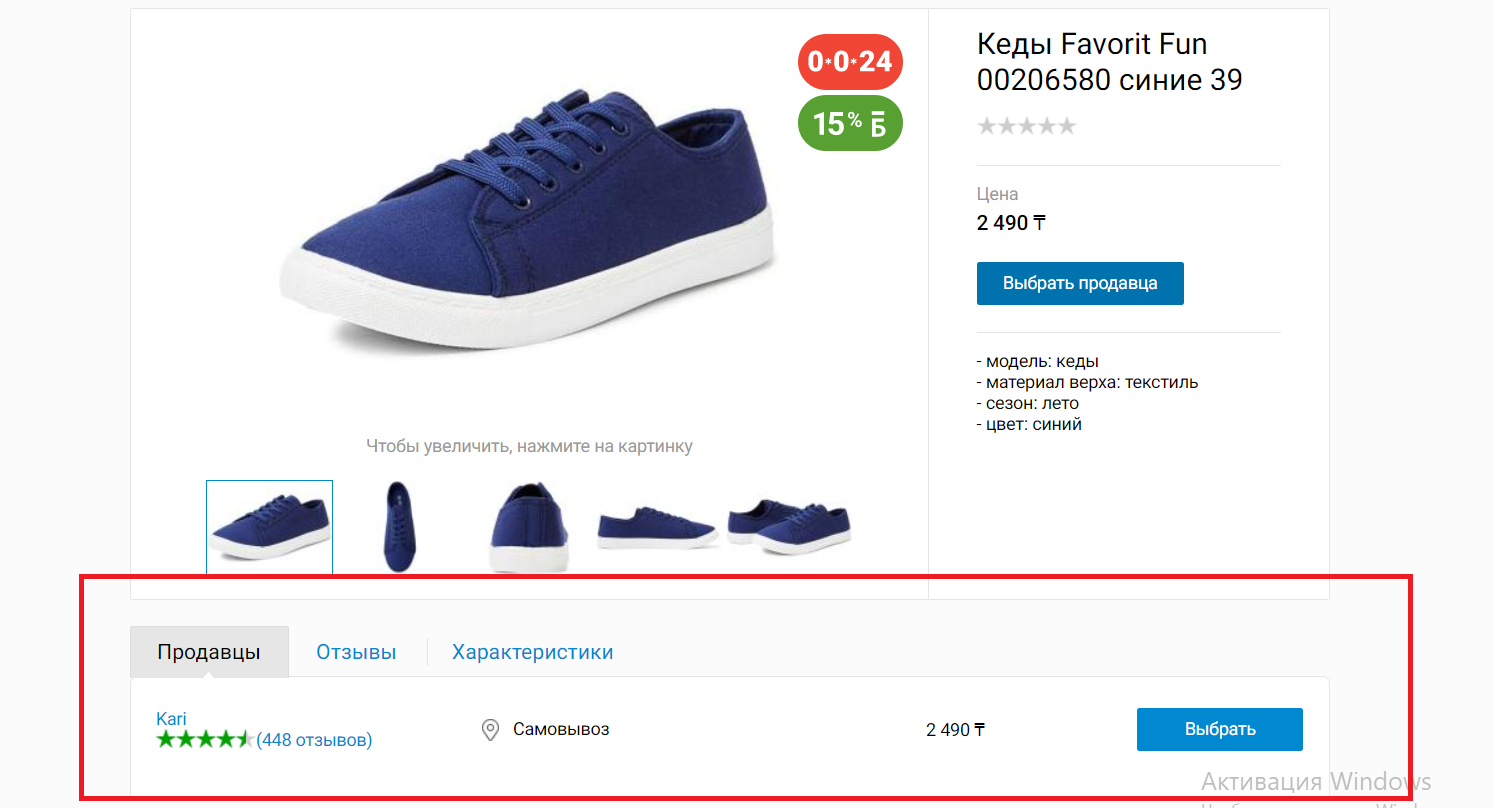 0•0•24
15% Б
Кеды Favorit Fun
00206580 синие 39
Цена
2 490 ₸
Выбрать продавца
- модель: кеды
- материал верха: текстиль
- сезон: лето
- цвет: синий
Чтобы увеличить, нажмите на картинку
Продавцы Отзывы Характеристики
Kari
(448 отзывов)
Самовывоз
2 490 ₸
Выбрать
Активация Windows